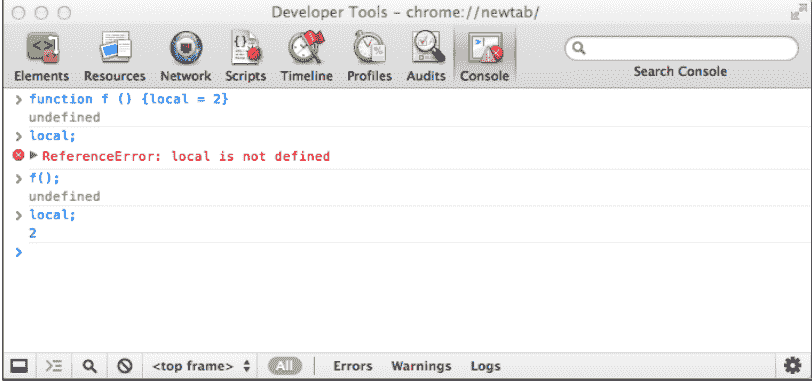 Developer Tools - chrome://newtab/
Elements Resources Network Scripts Timeline Profiles Audits Console
Search Console
> function f () {local = 2}
undefined
> local;
ReferenceError: local is not defined
> f();
undefined
> local;
2
>
<top frame> All Errors Warnings Logs